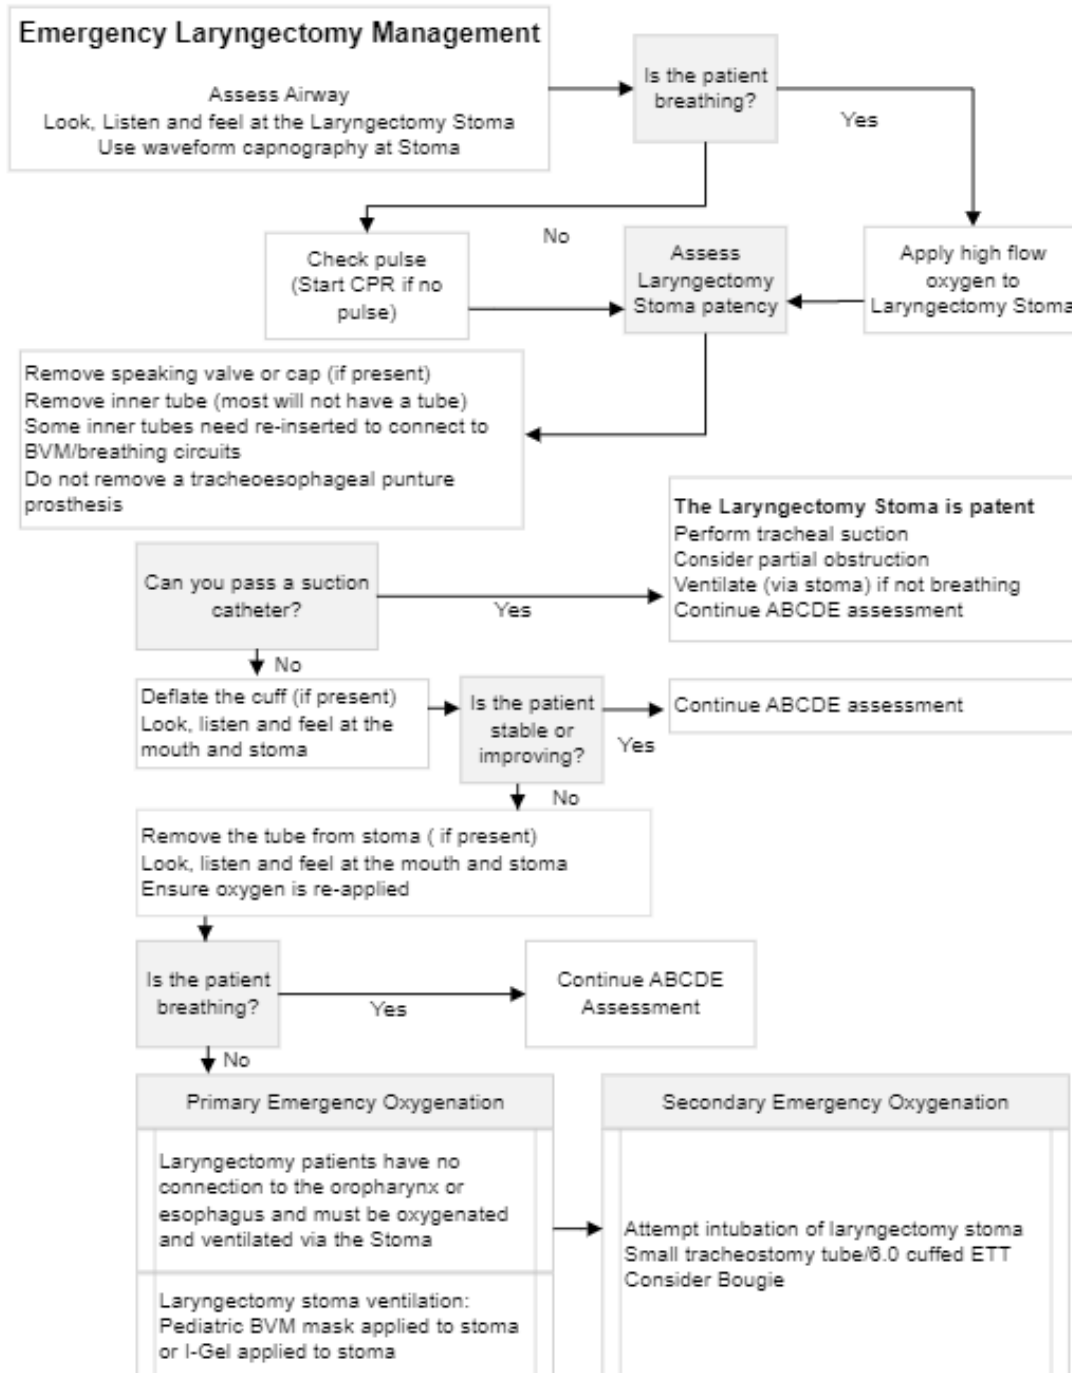 Emergency Laryngectomy Management
Assess Airway
Look, Listen and feel at the Laryngectomy Stoma
Use waveform capnography at Stoma
Is the patient
breathing?
Yes
No
Check pulse
(Start CPR if no
pulse)
Assess
Laryngectomy
Stoma patency
Apply high flow
oxygen to
Laryngectomy Stoma
Remove speaking valve or cap (if present)
Remove inner tube (most will not have a tube)
Some inner tubes need re-inserted to connect to
BVM/breathing circuits
Do not remove a tracheoesophageal punture
prosthesis
Can you pass a suction
catheter?
Yes
The Laryngectomy Stoma is patent
Perform tracheal suction
Consider partial obstruction
Ventilate (via stoma) if not breathing
Continue ABCDE assessment
No
Deflate the cuff (if present)
Look, listen and feel at the
mouth and stoma
Is the patient
stable or
improving?
Yes
Continue ABCDE assessment
No
Remove the tube from stoma ( if present)
Look, listen and feel at the mouth and stoma
Ensure oxygen is re-applied
Is the patient
breathing?
Yes
Continue ABCDE
Assessment
No
Primary Emergency Oxygenation
Laryngectomy patients have no
connection to the oropharynx or
esophagus and must be oxygenated
and ventilated via the Stoma
Laryngectomy stoma ventilation:
Pediatric BVM mask applied to stoma
or I-Gel applied to stoma
Secondary Emergency Oxygenation
Attempt intubation of laryngectomy stoma
Small tracheostomy tube/6.0 cuffed ETT
Consider Bougie